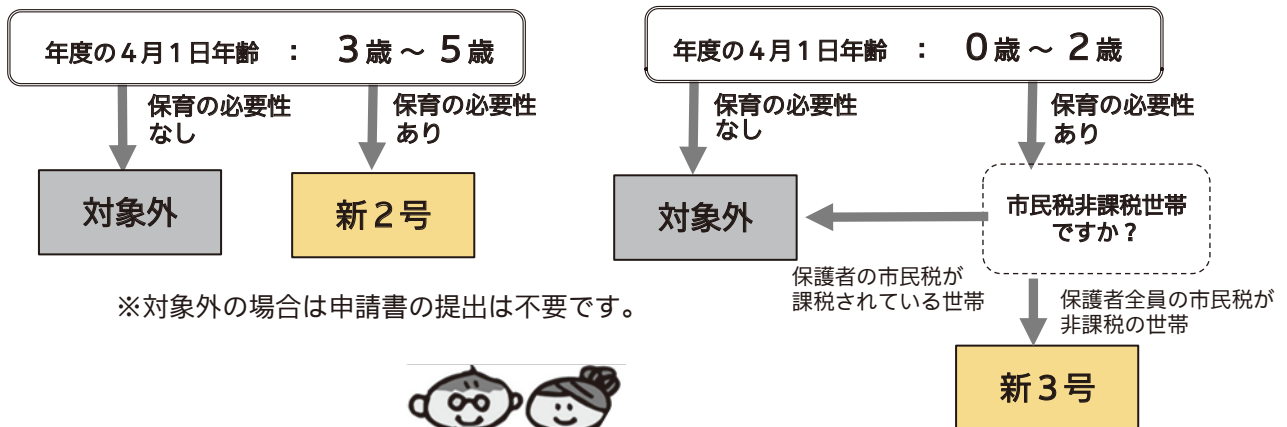 年度の4月1日年齢 : 3歳～5歳
保育の必要性
なし
保育の必要性
あり
対象外
新2号
※対象外の場合は申請書の提出は不要です。
年度の4月1日年齢 : 0歳～2歳
保育の必要性
なし
保育の必要性
あり
対象外
市民税非課税世帯
ですか？
保護者の市民税が
課税されている世帯
保護者全員の市民税が
非課税の世帯
新3号